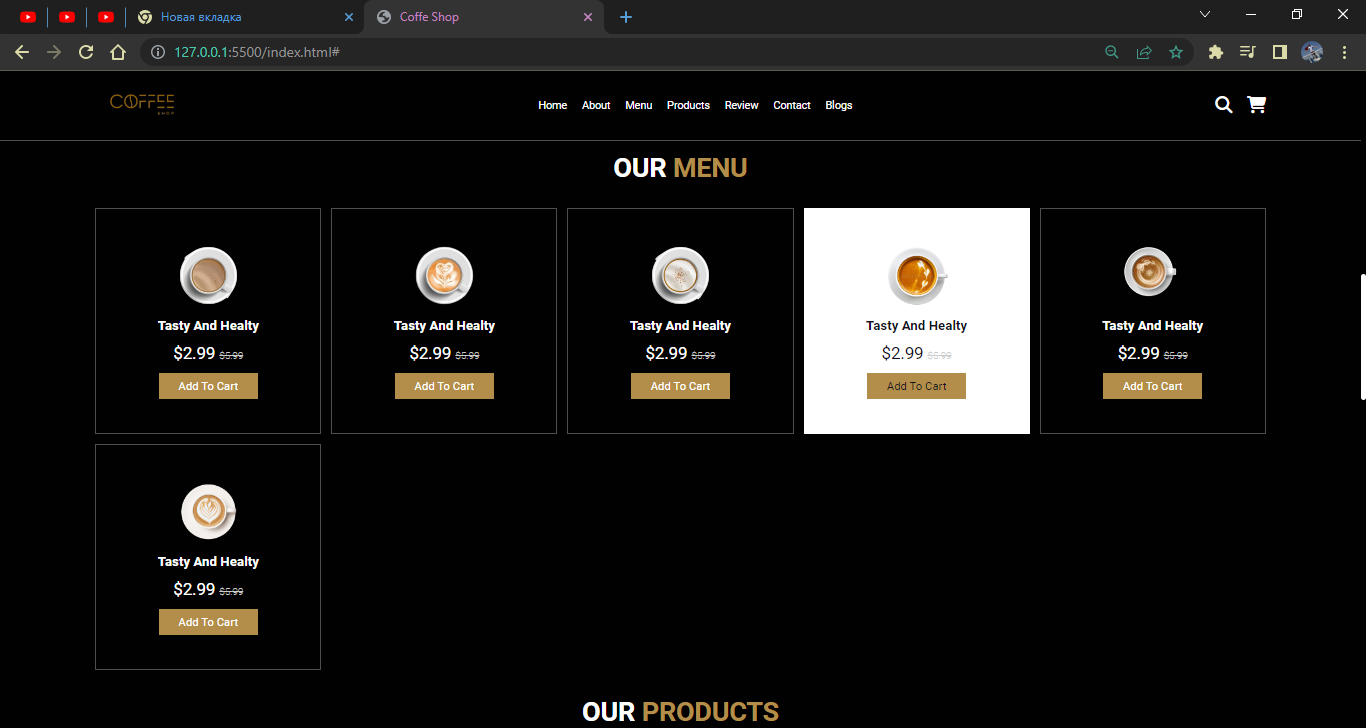 Новая вкладка
Coffe Shop
127.0.0.1:5500/index.html#
COFFEE
SHOP
Home About Menu Products Review Contact Blogs
OUR MENU
Tasty And Healty Tasty And Healty Tasty And Healty Tasty And Healty Tasty And Healty
$2.99 $5.99 $2.99 $5.99 $2.99 $5.99 $2.99 $5.99 $2.99 $5.99
Add To Cart Add To Cart Add To Cart Add To Cart Add To Cart
Tasty And Healty
$2.99 $5.99
Add To Cart
OUR PRODUCTS